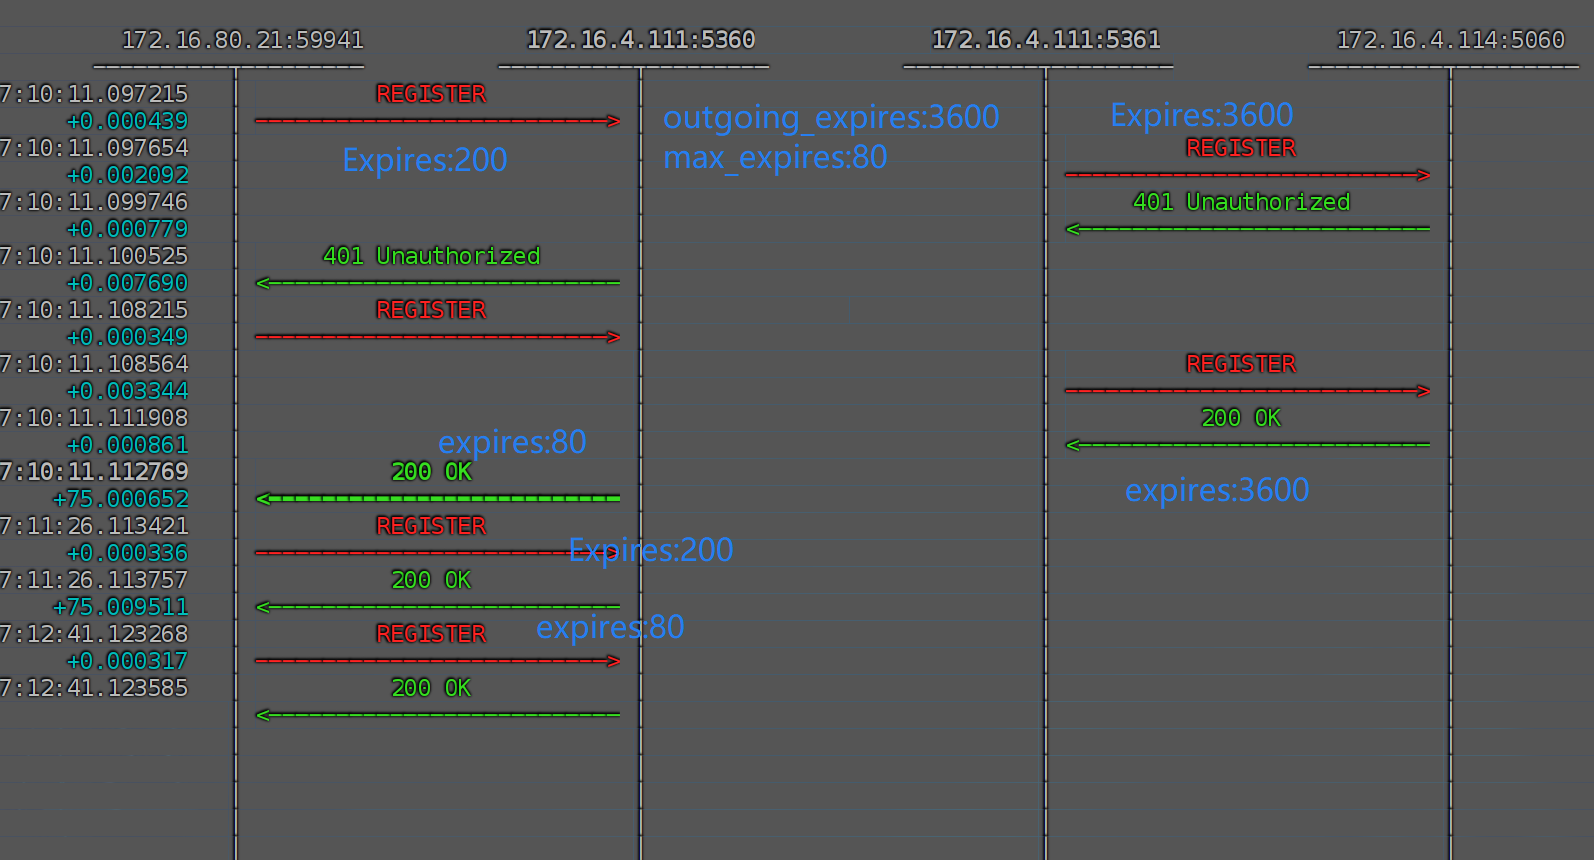 172.16.80.21:59941 172.16.4.111:5360 172.16.4.111:5361 172.16.4.114:5060
7:10:11.097215 REGISTER
+0.000439 outgoing_expires:3600 Expires:3600
7:10:11.097654 Expires:200 max_expires:80 REGISTER
+0.002092
7:10:11.099746 401 Unauthorized
+0.000779
7:10:11.100525 401 Unauthorized
+0.007690
7:10:11.108215 REGISTER
+0.000349
7:10:11.108564 REGISTER
+0.003344
7:10:11.111908 200 OK
+0.000861 expires:80
7:10:11.112769 200 OK
+75.000652 expires:3600
7:11:26.113421 REGISTER
+0.000336 Expires:200
7:11:26.113757 200 OK
+75.009511
7:12:41.123268 REGISTER expires:80
+0.000317
7:12:41.123585 200 OK